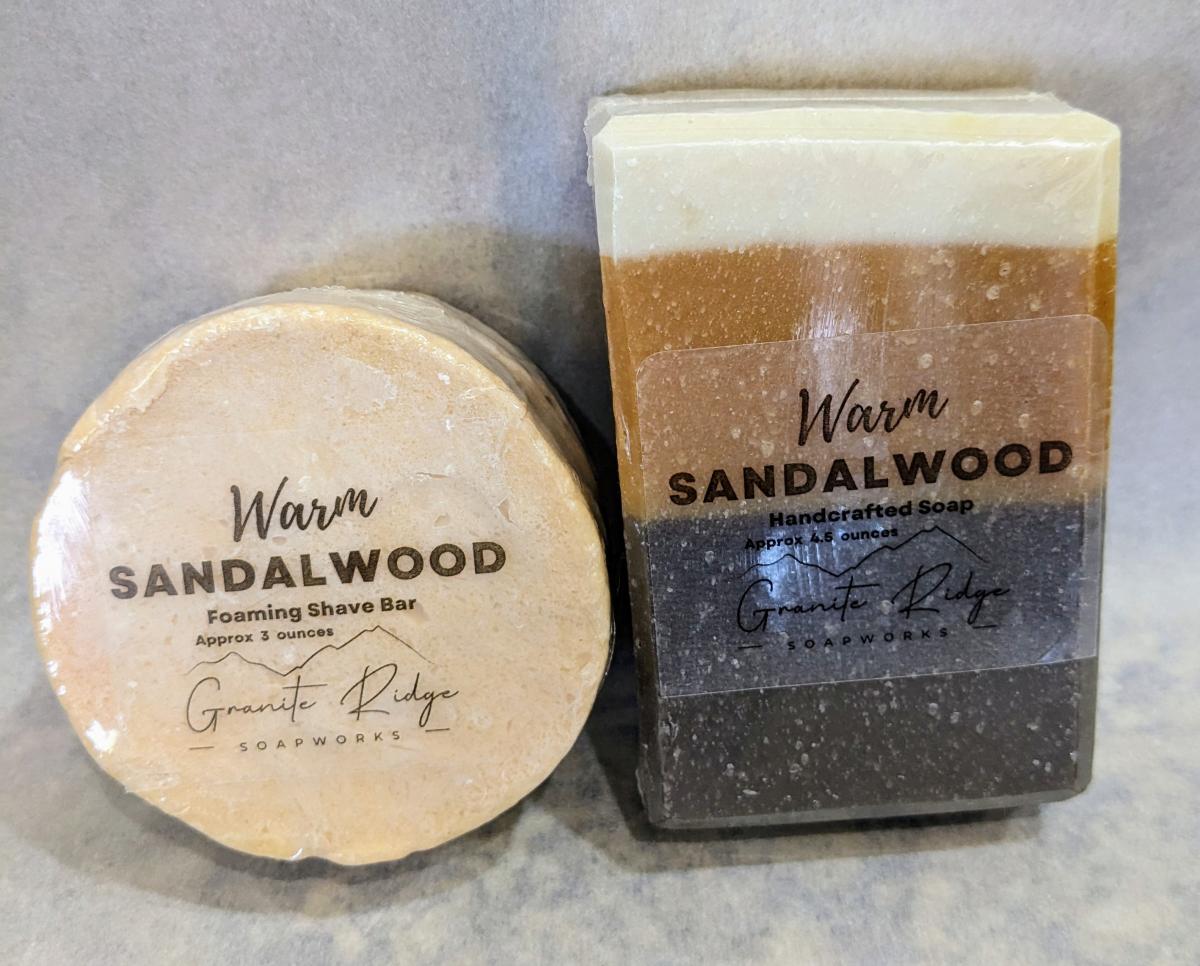 Warm
SANDALWOOD
Foaming Shave Bar
Approx 3 ounces
Granite Ridge
SOAPWORKS
Warm
SANDALWOOD
Handcrafted Soap
Approx 4.5 ounces
Granite Ridge
SOAPWORKS